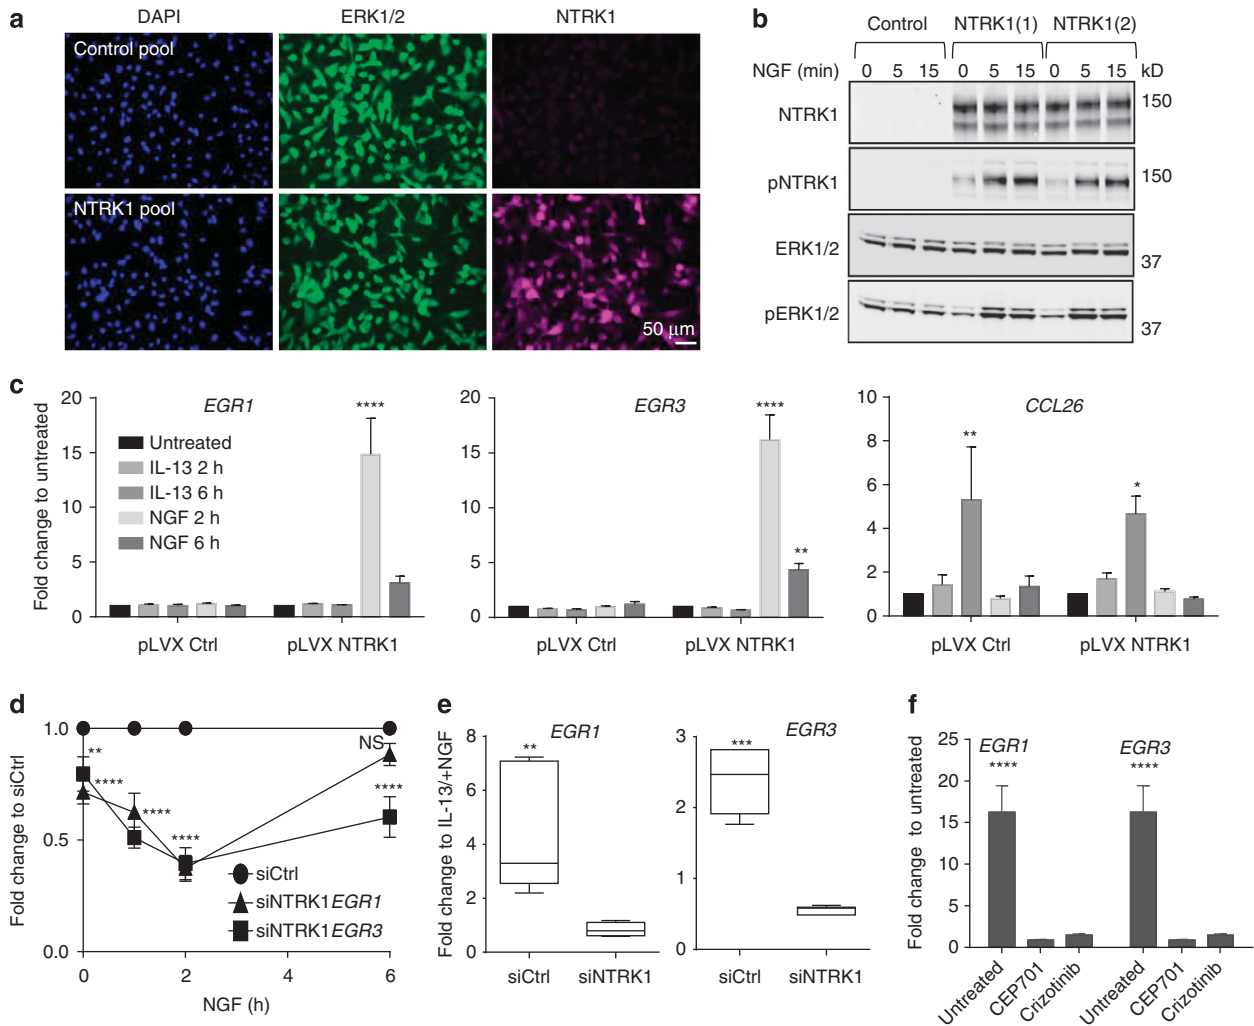 a
DAPI
ERK1/2
NTRK1
Control pool
NTRK1 pool
50 µm
b
Control
NTRK1(1)
NTRK1(2)
NGF (min)
0 5 15 0 5 15 0 5 15
kD
NTRK1
150
pNTRK1
150
ERK1/2
37
pERK1/2
37
c
Fold change to untreated
20
15
10
5
0
EGR1
****
Untreated
IL-13 2 h
IL-13 6 h
NGF 2 h
NGF 6 h
pLVX Ctrl
pLVX NTRK1
20
15
10
5
0
EGR3
****
**
pLVX Ctrl
pLVX NTRK1
10
8
6
4
2
0
CCL26
**
*
pLVX Ctrl
pLVX NTRK1
d
Fold change to siCtrl
1.0
0.5
0.0
**
****
****
****
NS
****
siCtrl
siNTRK1EGR1
siNTRK1EGR3
0 2 4 6
NGF (h)
e
Fold change to IL-13/+NGF
8
6
4
2
0
EGR1
**
siCtrl
siNTRK1
3
2
1
0
EGR3
***
siCtrl
siNTRK1
f
Fold change to untreated
25
20
15
10
5
0
EGR1
****
EGR3
****
Untreated
CEP701
Crizotinib
Untreated
CEP701
Crizotinib